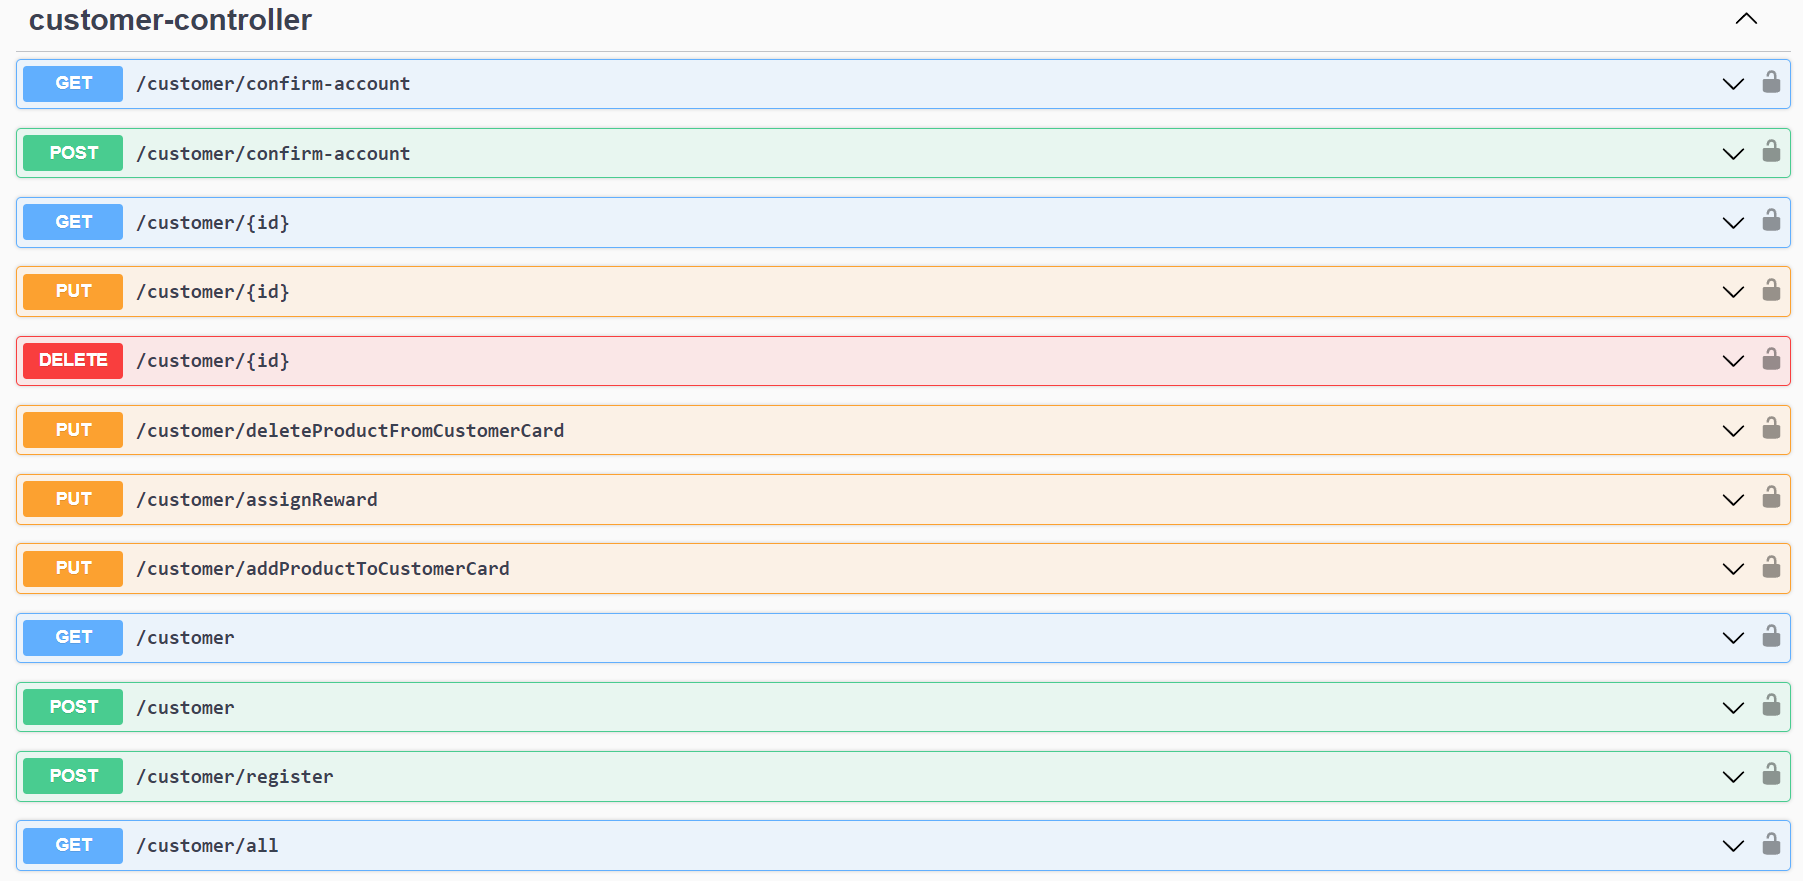 customer-controller
GET /customer/confirm-account
POST /customer/confirm-account
GET /customer/{id}
PUT /customer/{id}
DELETE /customer/{id}
PUT /customer/deleteProductFromCustomerCard
PUT /customer/assignReward
PUT /customer/addProductToCustomerCard
GET /customer
POST /customer
POST /customer/register
GET /customer/all